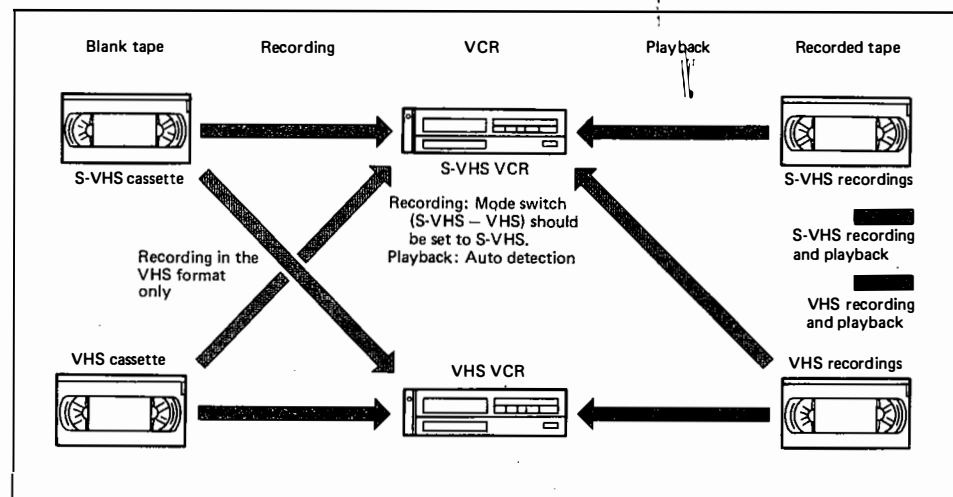 Blank tape Recording VCR Playback Recorded tape
S-VHS cassette
S-VHS VCR
S-VHS recordings
Recording: Mode switch
(S-VHS – VHS) should
be set to S-VHS.
Playback: Auto detection
Recording in the
VHS format
only
S-VHS recording
and playback
VHS recording
and playback
VHS cassette
VHS VCR
VHS recordings